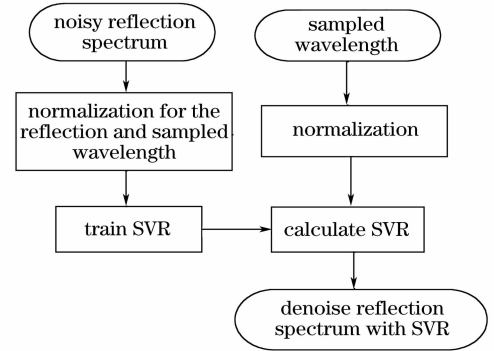 noisy reflection
spectrum
sampled
wavelength
normalization for the
reflection and sampled
wavelength
normalization
train SVR
calculate SVR
denoise reflection
spectrum with SVR